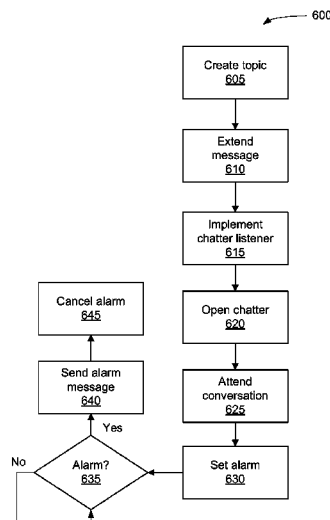 600
Create topic
605
Extend
message
610
Implement
chatter listener
615
Cancel alarm
645
Open chatter
620
Send alarm
message
640
Attend
conversation
625
Yes
No
Alarm?
635
Set alarm
630